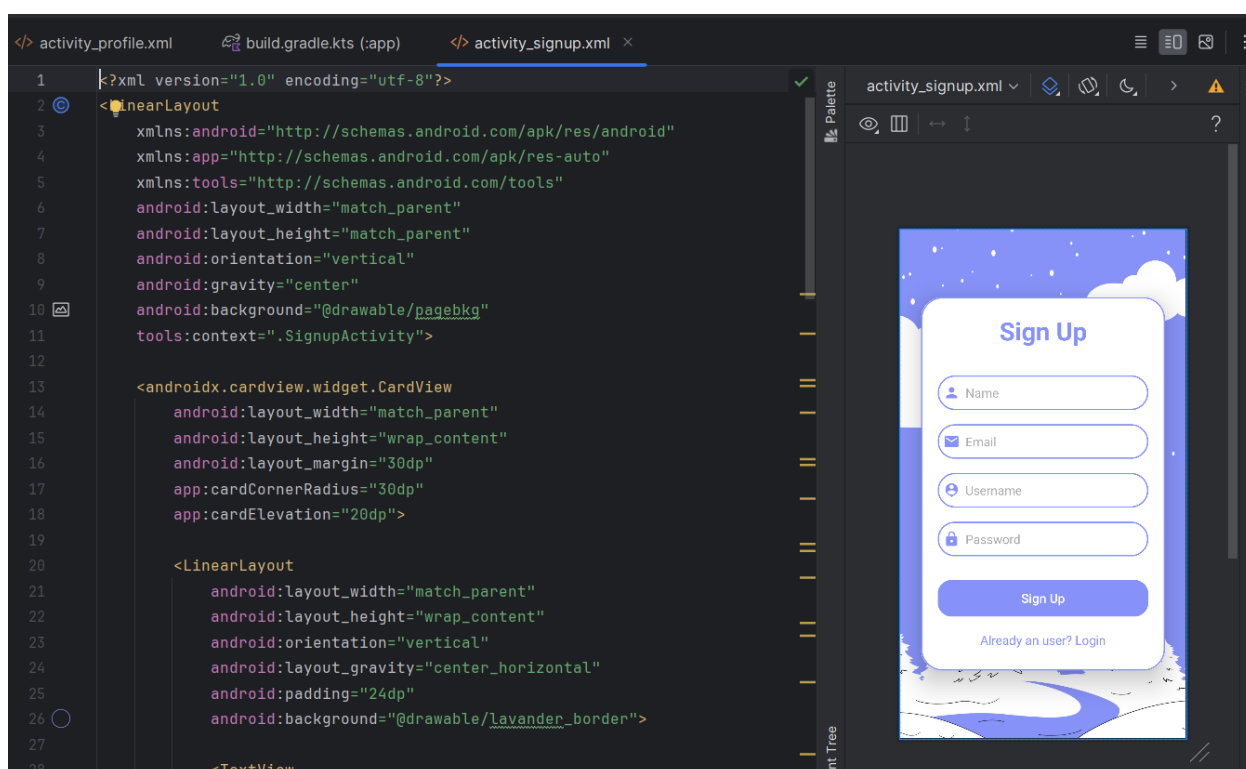 </> activity_profile.xml build.gradle.kts (:app) </> activity_signup.xml ×
1 <?xml version="1.0" encoding="utf-8"?>
2 <LinearLayout
3 xmlns:android="http://schemas.android.com/apk/res/android"
4 xmlns:app="http://schemas.android.com/apk/res-auto"
5 xmlns:tools="http://schemas.android.com/tools"
6 android:layout_width="match_parent"
7 android:layout_height="match_parent"
8 android:orientation="vertical"
9 android:gravity="center"
10 android:background="@drawable/pagebkg"
11 tools:context=".SignupActivity">
12
13 <androidx.cardview.widget.CardView
14 android:layout_width="match_parent"
15 android:layout_height="wrap_content"
16 android:layout_margin="30dp"
17 app:cardCornerRadius="30dp"
18 app:cardElevation="20dp">
19
20 <LinearLayout
21 android:layout_width="match_parent"
22 android:layout_height="wrap_content"
23 android:orientation="vertical"
24 android:layout_gravity="center_horizontal"
25 android:padding="24dp"
26 android:background="@drawable/lavander_border">
27
28 <TextView
Palette
nt Tree
activity_signup.xml
?
Sign Up
Name
Email
Username
Password
Sign Up
Already an user? Login